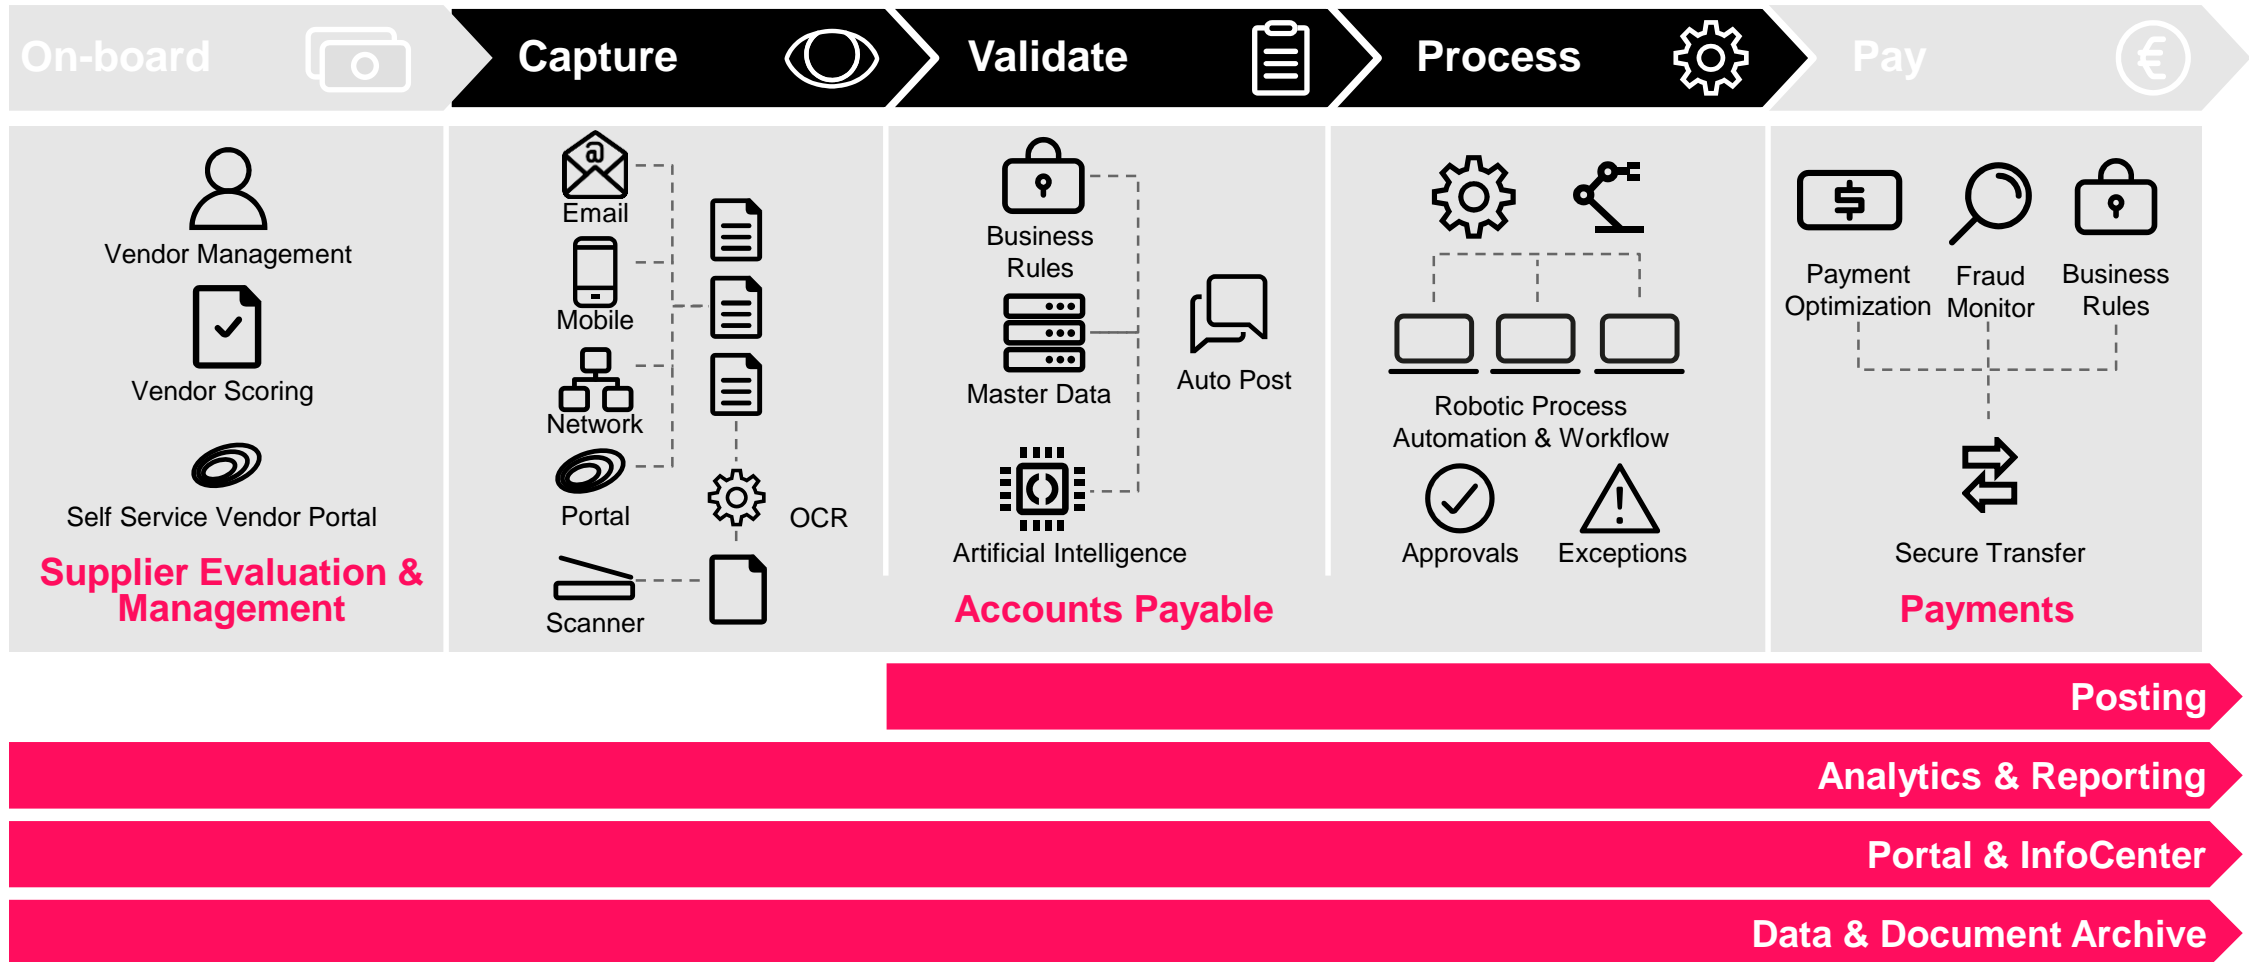 On-board
Capture
Validate
Process
Pay
€
Vendor Management
Vendor Scoring
Self Service Vendor Portal
Supplier Evaluation &
Management
@
Email
Mobile
Network
Portal
OCR
Scanner
Business
Rules
Master Data
Auto Post
Artificial Intelligence
Accounts Payable
Robotic Process
Automation & Workflow
Approvals
!
Exceptions
$
Payment
Optimization
Fraud
Monitor
Business
Rules
Secure Transfer
Payments
Posting
Analytics & Reporting
Portal & InfoCenter
Data & Document Archive